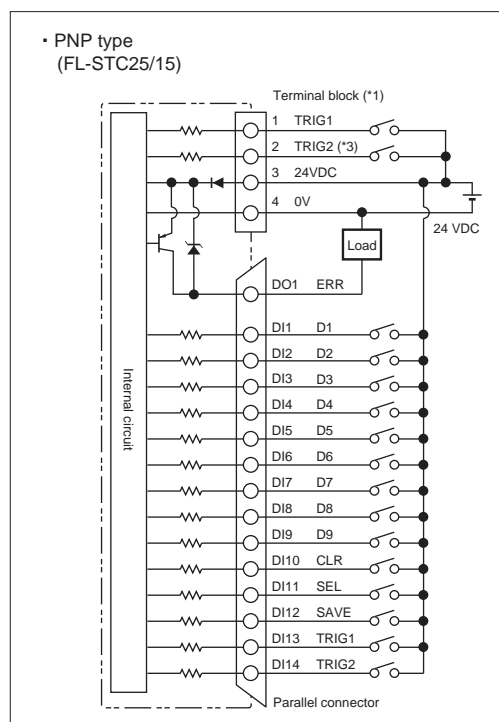 · PNP type
(FL-STC25/15)
Terminal block (*1)
1 TRIG1
2 TRIG2 (*3)
3 24VDC
4 0V
24 VDC
Load
DO1 ERR
DI1 D1
DI2 D2
DI3 D3
DI4 D4
DI5 D5
DI6 D6
DI7 D7
DI8 D8
DI9 D9
DI10 CLR
DI11 SEL
DI12 SAVE
DI13 TRIG1
DI14 TRIG2
Internal circuit
Parallel connector